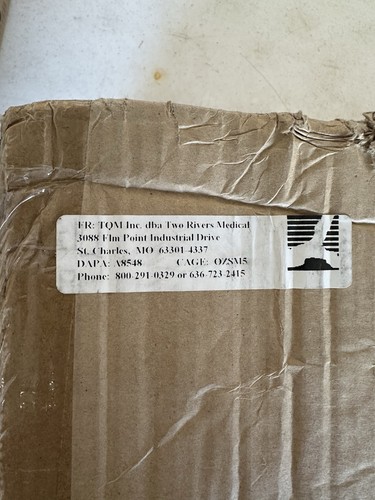 FR: TQM Inc. dba Two Rivers Medical
3088 Elm Point Industrial Drive
St. Charles, MO 63301-4337
DAPA: A8548 CAGE: OZSM5
Phone: 800-291-0329 or 636-723-2415